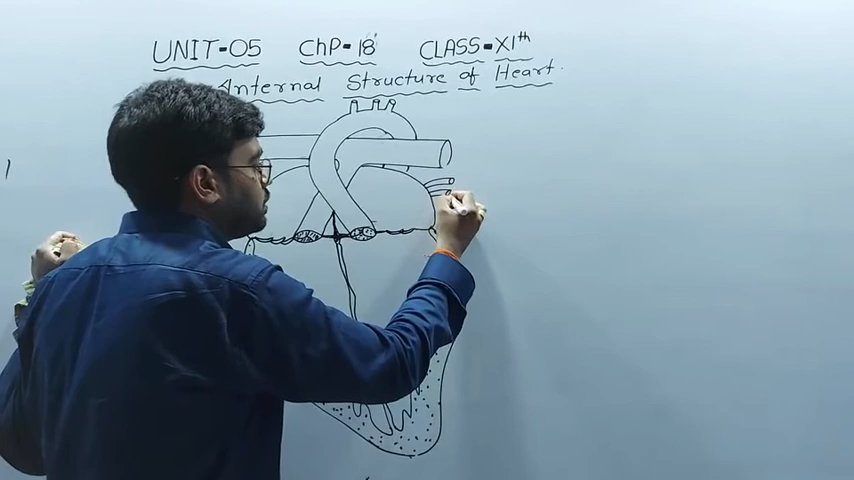 UNIT-05 ChP-18 CLASS-XIth
Internal Structure of Heart.